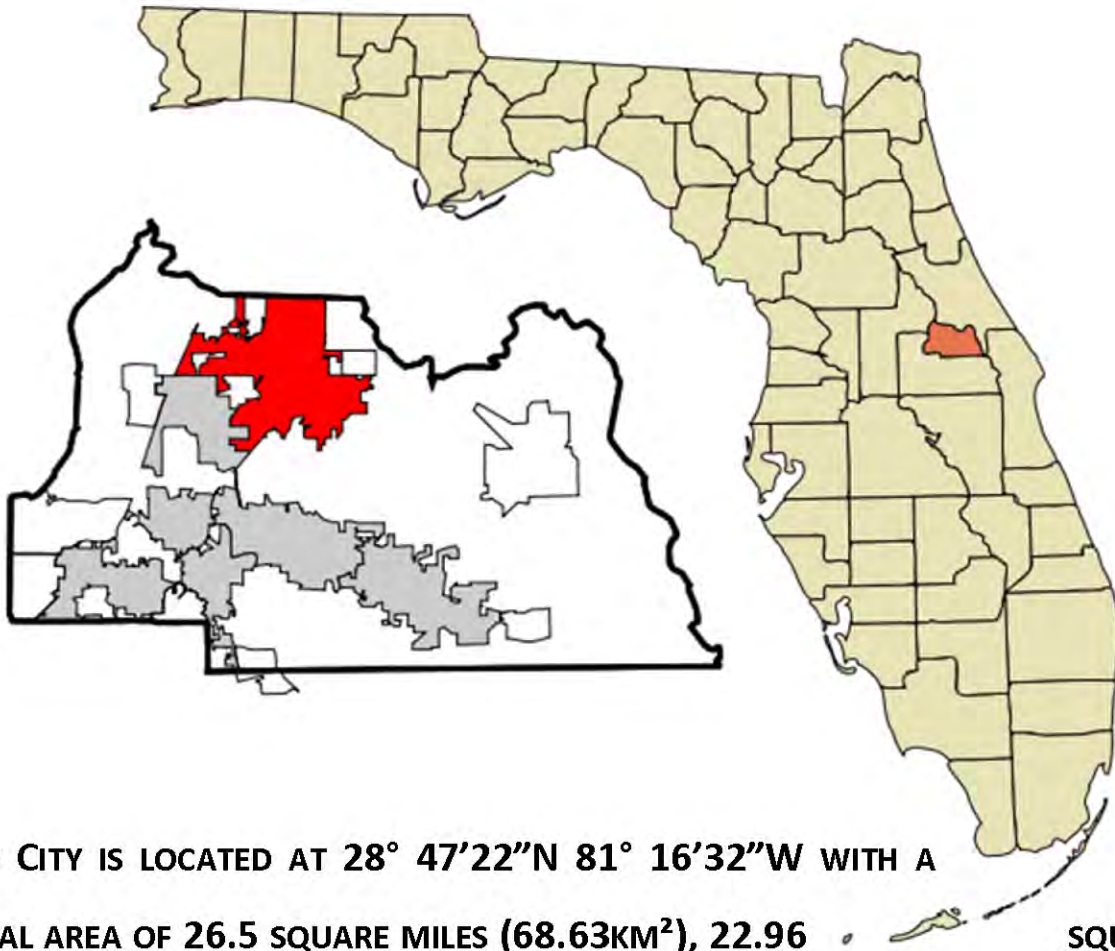 CITY IS LOCATED AT 28° 47’22”N 81° 16’32”W WITH A
AL AREA OF 26.5 SQUARE MILES (68.63KM²), 22.96 SQ